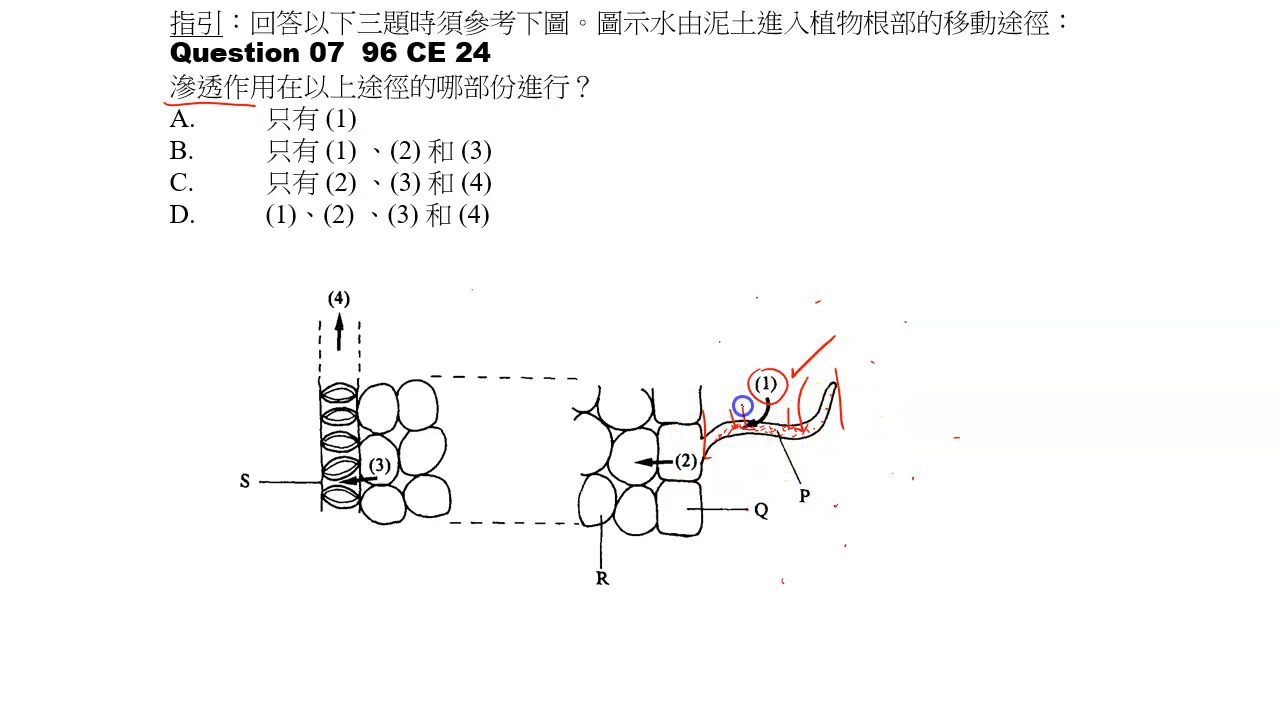 指引：回答以下三題時須參考下圖。圖示水由泥土進入植物根部的移動途徑：
Question 07  96 CE 24
滲透作用在以上途徑的哪部份進行？
A. 只有 (1)
B. 只有 (1) 、(2) 和 (3)
C. 只有 (2) 、(3) 和 (4)
D. (1)、(2) 、(3) 和 (4)
(4)
(1)
(3)
(2)
S
P
Q
R